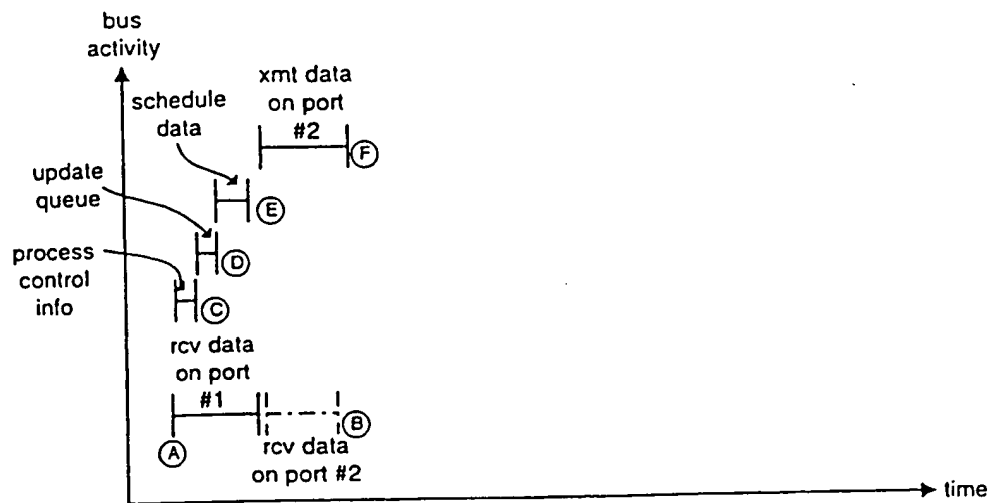 bus
activity
xmt data
on port
#2
schedule
data
F
update
queue
E
process
control
info
D
C
rcv data
on port
#1
A
B
rcv data
on port #2
time